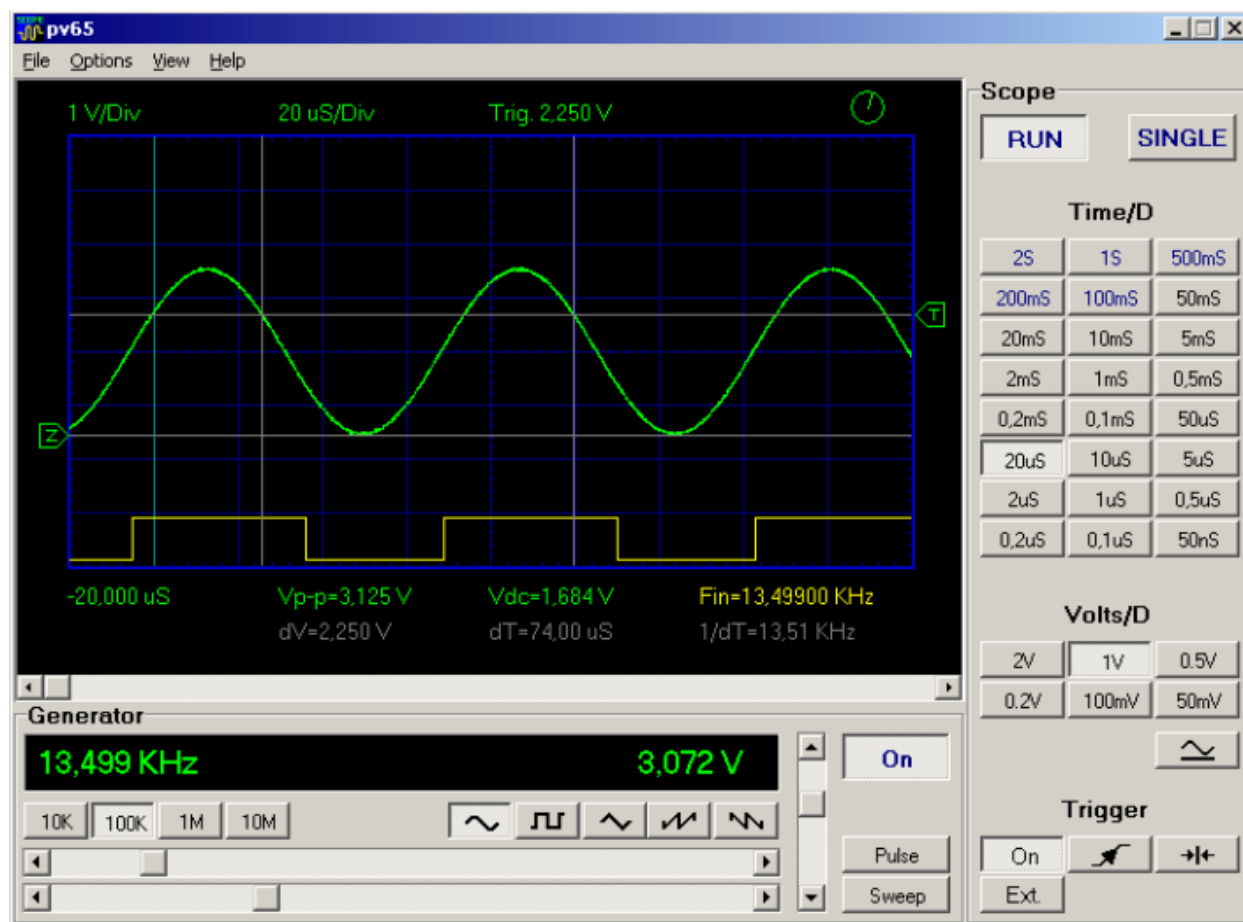 pv65
File Options View Help
1 V/Div 20 uS/Div Trig. 2,250 V
T
Z
-20,000 uS Vp-p=3,125 V Vdc=1,684 V Fin=13,49900 KHz
dV=2,250 V dT=74,00 uS 1/dT=13,51 KHz
Generator
13,499 KHz 3,072 V
On
10K 100K 1M 10M
Pulse
Sweep
Scope
RUN SINGLE
Time/D
2S 1S 500mS
200mS 100mS 50mS
20mS 10mS 5mS
2mS 1mS 0,5mS
0,2mS 0,1mS 50uS
20uS 10uS 5uS
2uS 1uS 0,5uS
0,2uS 0,1uS 50nS
Volts/D
2V 1V 0.5V
0.2V 100mV 50mV
Trigger
On
Ext.